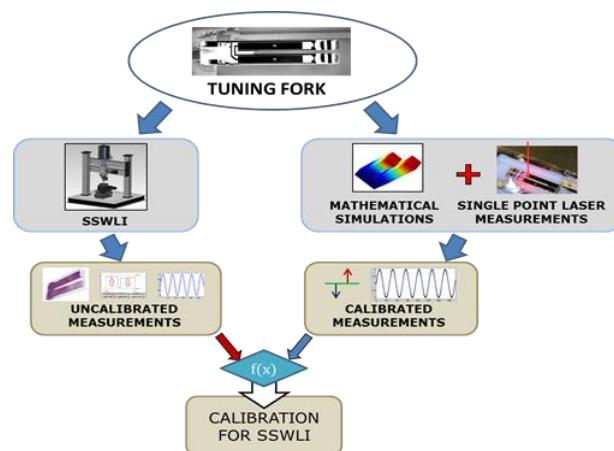 TUNING FORK
SSWLI
MATHEMATICAL
SIMULATIONS
SINGLE POINT LASER
MEASUREMENTS
UNCALIBRATED
MEASUREMENTS
CALIBRATED
MEASUREMENTS
f(x)
CALIBRATION
FOR SSWLI